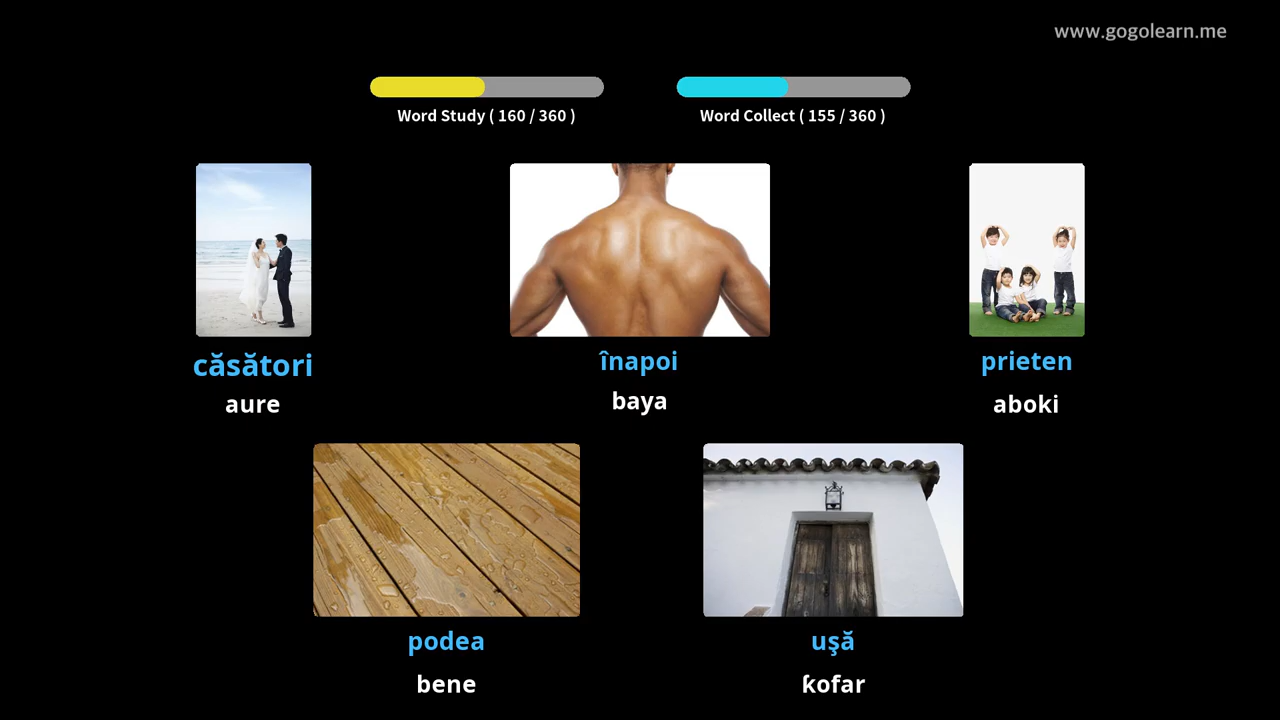 www.gogolearn.me
Word Study ( 160 / 360 )
Word Collect ( 155 / 360 )
căsători
aure
înapoi
baya
prieten
aboki
podea
bene
uşă
ƙofar